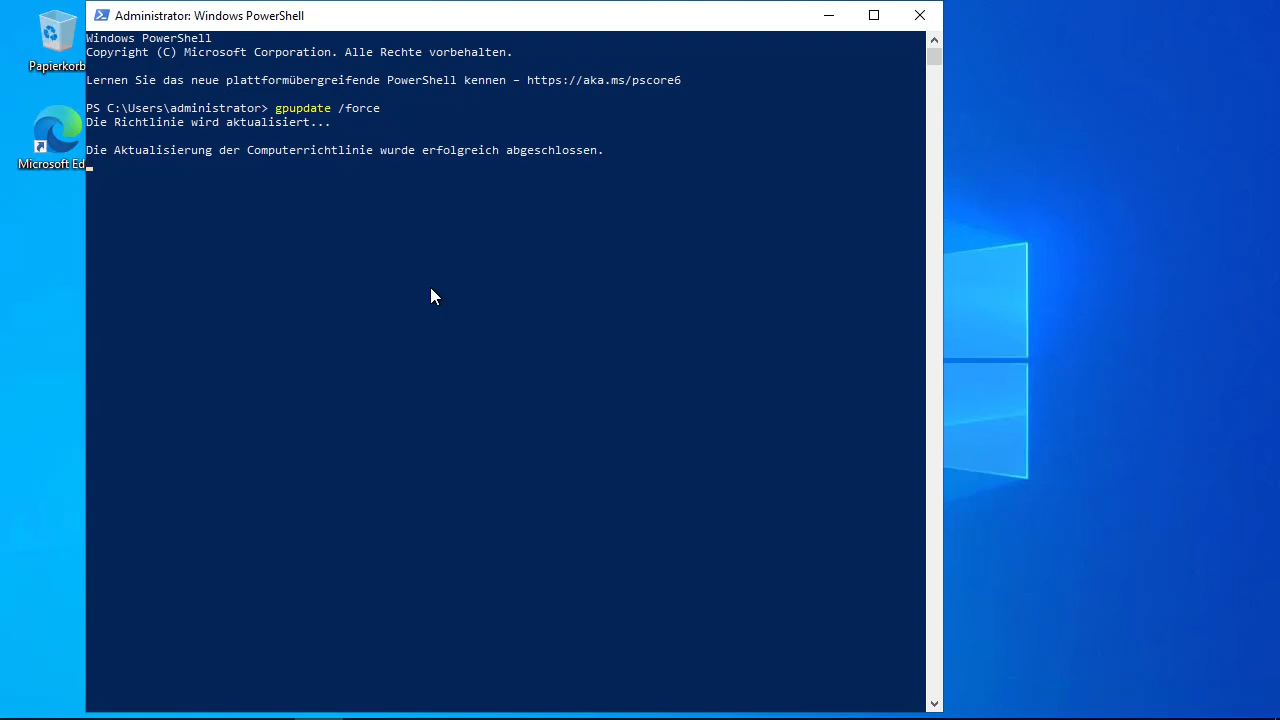 Administrator: Windows PowerShell
Papierkorb
Microsoft Ed
Windows PowerShell
Copyright (C) Microsoft Corporation. Alle Rechte vorbehalten.
Lernen Sie das neue plattformübergreifende PowerShell kennen – https://aka.ms/pscore6
PS C:\Users\administrator> gpupdate /force
Die Richtlinie wird aktualisiert...
Die Aktualisierung der Computerrichtlinie wurde erfolgreich abgeschlossen.